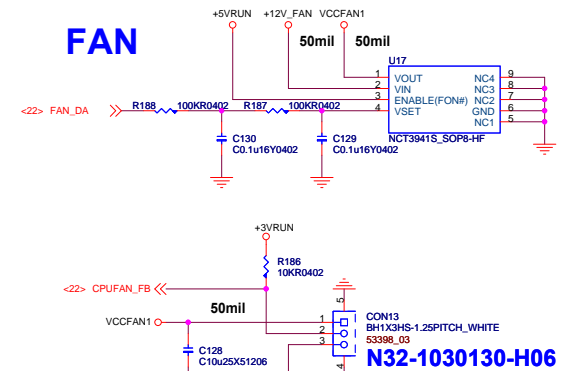 FAN
+5VRUN +12V_FAN VCCFAN1
50mil 50mil
U17
1 VOUT NC4 9
2 VIN NC3 8
3 ENABLE(FON#) NC2 7
4 VSET GND 6
NC1 5
NCT3941S_SOP8-HF
<22> FAN_DA R188 100KR0402 R187 100KR0402
C130
C0.1u16Y0402
C129
C0.1u16Y0402
+3VRUN
R186
10KR0402
<22> CPUFAN_FB
50mil
VCCFAN1
C128
C10u25X51206
5
1
2
3
4
CON13
BH1X3HS-1.25PITCH_WHITE
53398_03
N32-1030130-H06